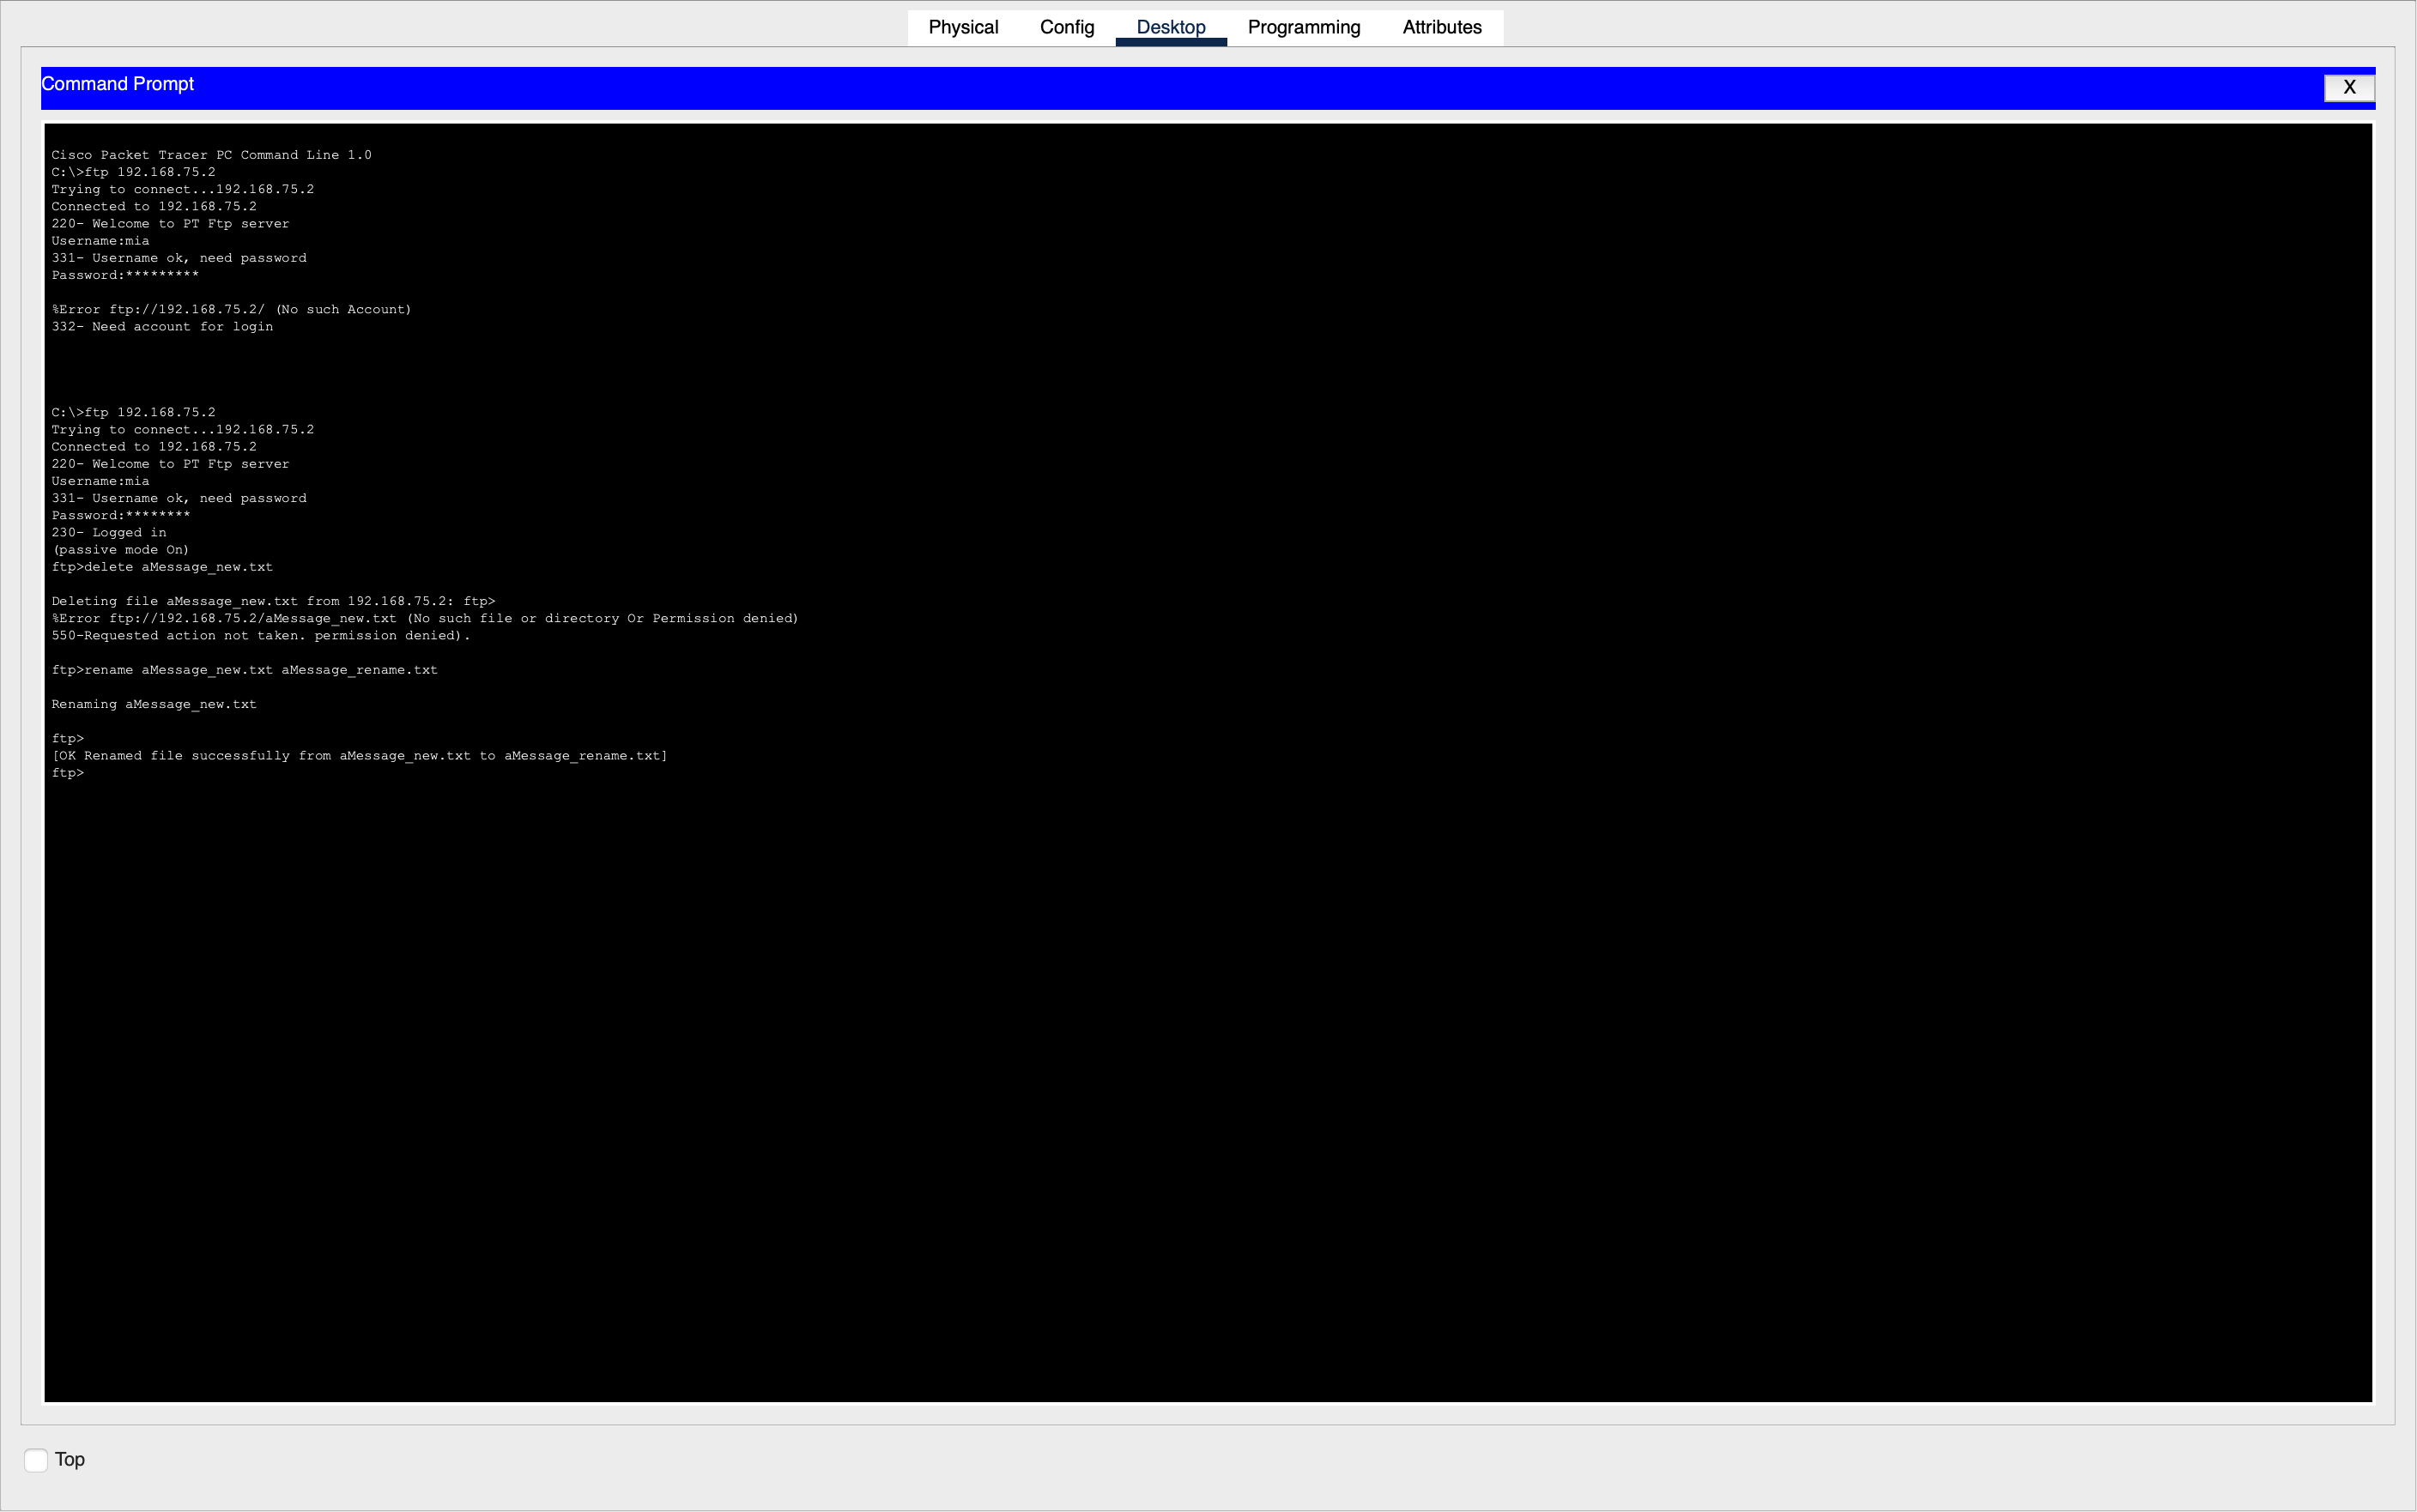 Physical Config Desktop Programming Attributes
Command Prompt
X
Cisco Packet Tracer PC Command Line 1.0
C:\>ftp 192.168.75.2
Trying to connect...192.168.75.2
Connected to 192.168.75.2
220- Welcome to PT Ftp server
Username:mia
331- Username ok, need password
Password:*********
%Error ftp://192.168.75.2/ (No such Account)
332- Need account for login
C:\>ftp 192.168.75.2
Trying to connect...192.168.75.2
Connected to 192.168.75.2
220- Welcome to PT Ftp server
Username:mia
331- Username ok, need password
Password:********
230- Logged in
(passive mode On)
ftp>delete aMessage_new.txt
Deleting file aMessage_new.txt from 192.168.75.2: ftp>
%Error ftp://192.168.75.2/aMessage_new.txt (No such file or directory Or Permission denied)
550-Requested action not taken. permission denied).
ftp>rename aMessage_new.txt aMessage_rename.txt
Renaming aMessage_new.txt
ftp>
[OK Renamed file successfully from aMessage_new.txt to aMessage_rename.txt]
ftp>
Top